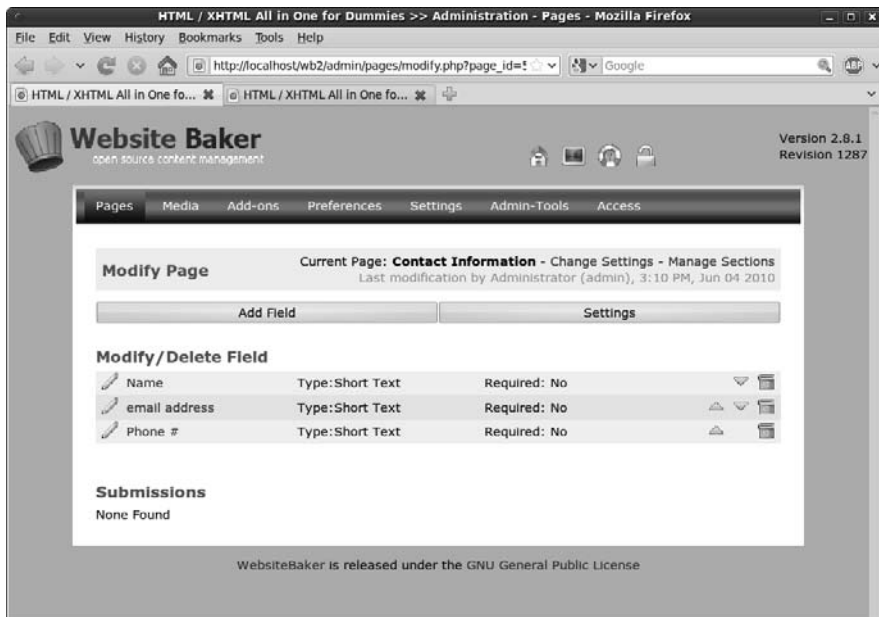 HTML / XHTML All in One for Dummies >> Administration - Pages - Mozilla Firefox
File Edit View History Bookmarks Tools Help
http://localhost/wb2/admin/pages/modify.php?page_id=5 Google ABP
HTML / XHTML All in One fo... HTML / XHTML All in One fo...
Website Baker
open source content management
Version 2.8.1
Revision 1287
Pages Media Add-ons Preferences Settings Admin-Tools Access
Modify Page
Current Page: Contact Information - Change Settings - Manage Sections
Last modification by Administrator (admin), 3:10 PM, Jun 04 2010
Add Field Settings
Modify/Delete Field
Name Type:Short Text Required: No
email address Type:Short Text Required: No
Phone # Type:Short Text Required: No
Submissions
None Found
WebsiteBaker is released under the GNU General Public License